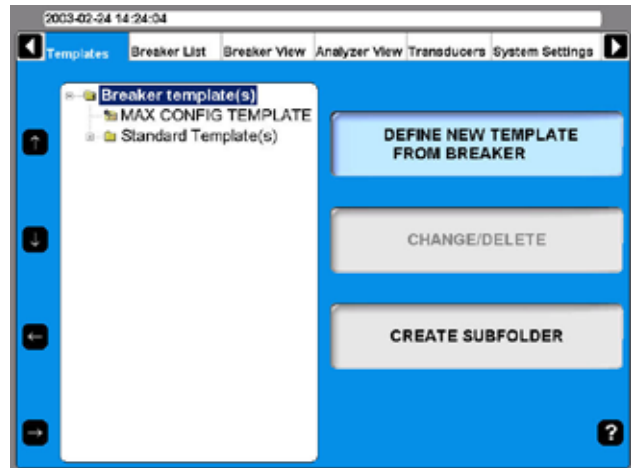 2003-02-24 14:24:04
Templates Breaker List Breaker View Analyzer View Transducers System Settings
Breaker template(s)
MAX CONFIG TEMPLATE
Standard Template(s)
DEFINE NEW TEMPLATE
FROM BREAKER
CHANGE/DELETE
CREATE SUBFOLDER
?